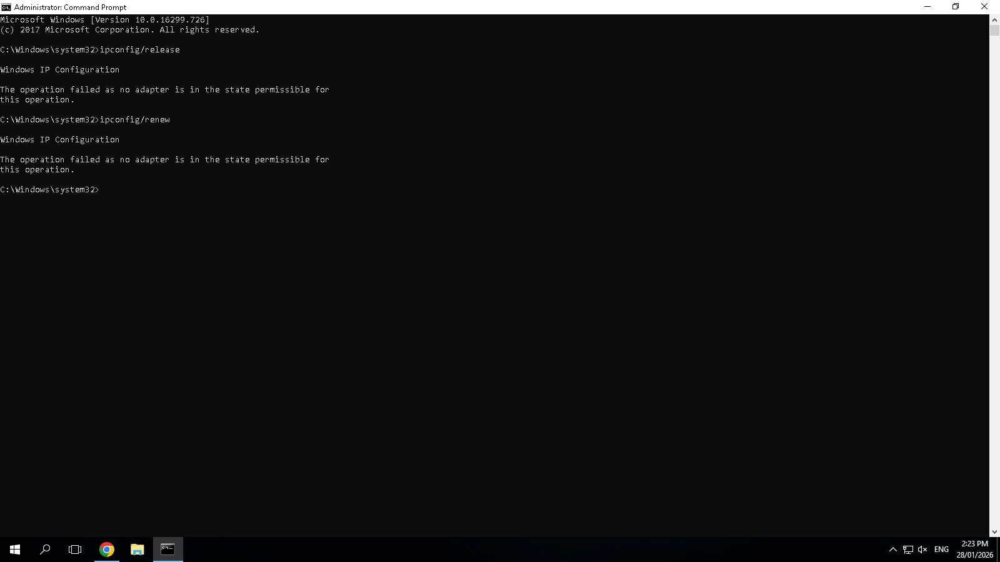 Administrator: Command Prompt
Microsoft Windows [Version 10.0.16299.726]
(c) 2017 Microsoft Corporation. All rights reserved.
C:\Windows\system32>ipconfig/release
Windows IP Configuration
The operation failed as no adapter is in the state permissible for
this operation.
C:\Windows\system32>ipconfig/renew
Windows IP Configuration
The operation failed as no adapter is in the state permissible for
this operation.
C:\Windows\system32>
ENG
2:23 PM
28/01/2026